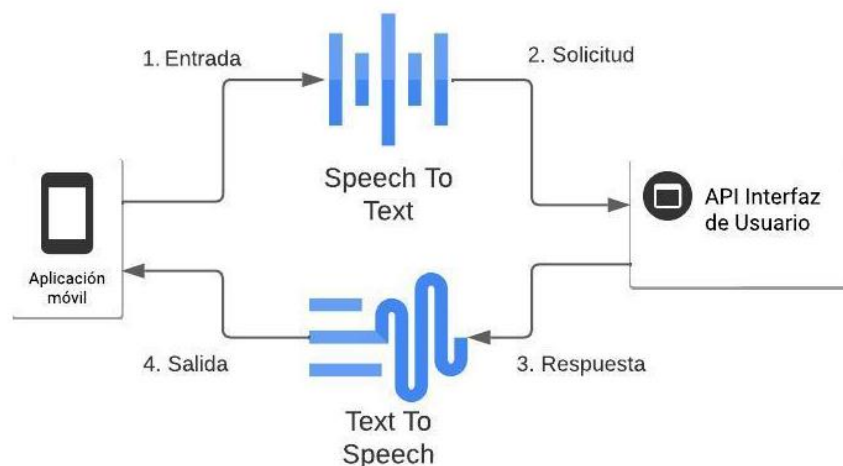 1. Entrada
2. Solicitud
Speech To
Text
API Interfaz
de Usuario
Aplicación
móvil
4. Salida
3. Respuesta
Text To
Speech